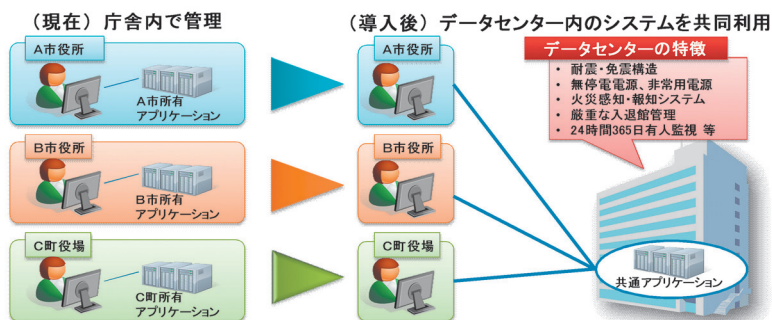 （現在）庁舎内で管理
A市役所
A市所有
アプリケーション
B市役所
B市所有
アプリケーション
C町役場
C町所有
アプリケーション
（導入後）データセンター内のシステムを共同利用
A市役所
B市役所
C町役場
データセンターの特徴
・ 耐震・免震構造
・ 無停電電源、非常用電源
・ 火災感知・報知システム
・ 厳重な入退館管理
・ 24時間365日有人監視 等
共通アプリケーション